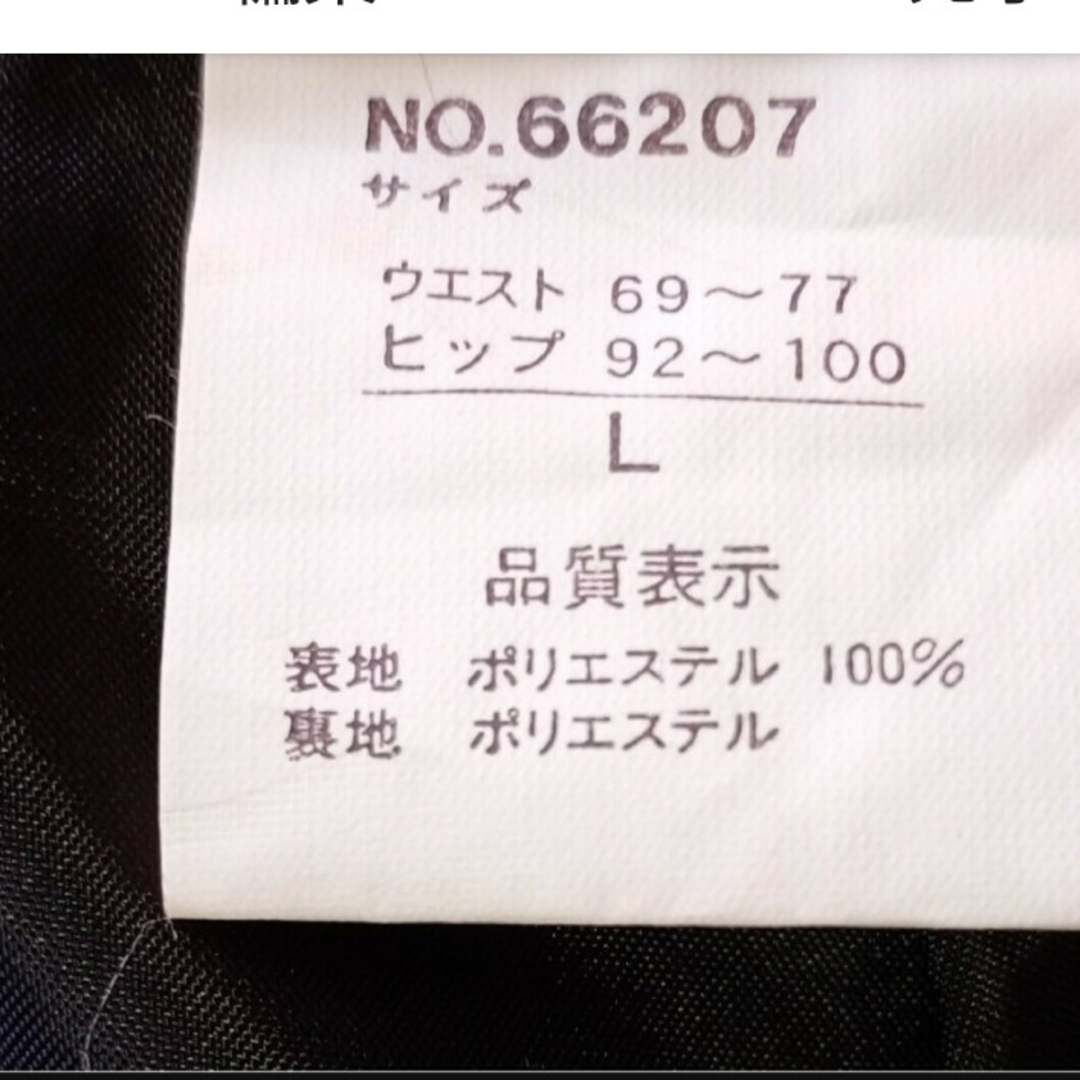 NO.66207
サイズ
ウエスト 69～77
ヒップ 92～100
L
品質表示
表地 ポリエステル 100%
裏地 ポリエステル